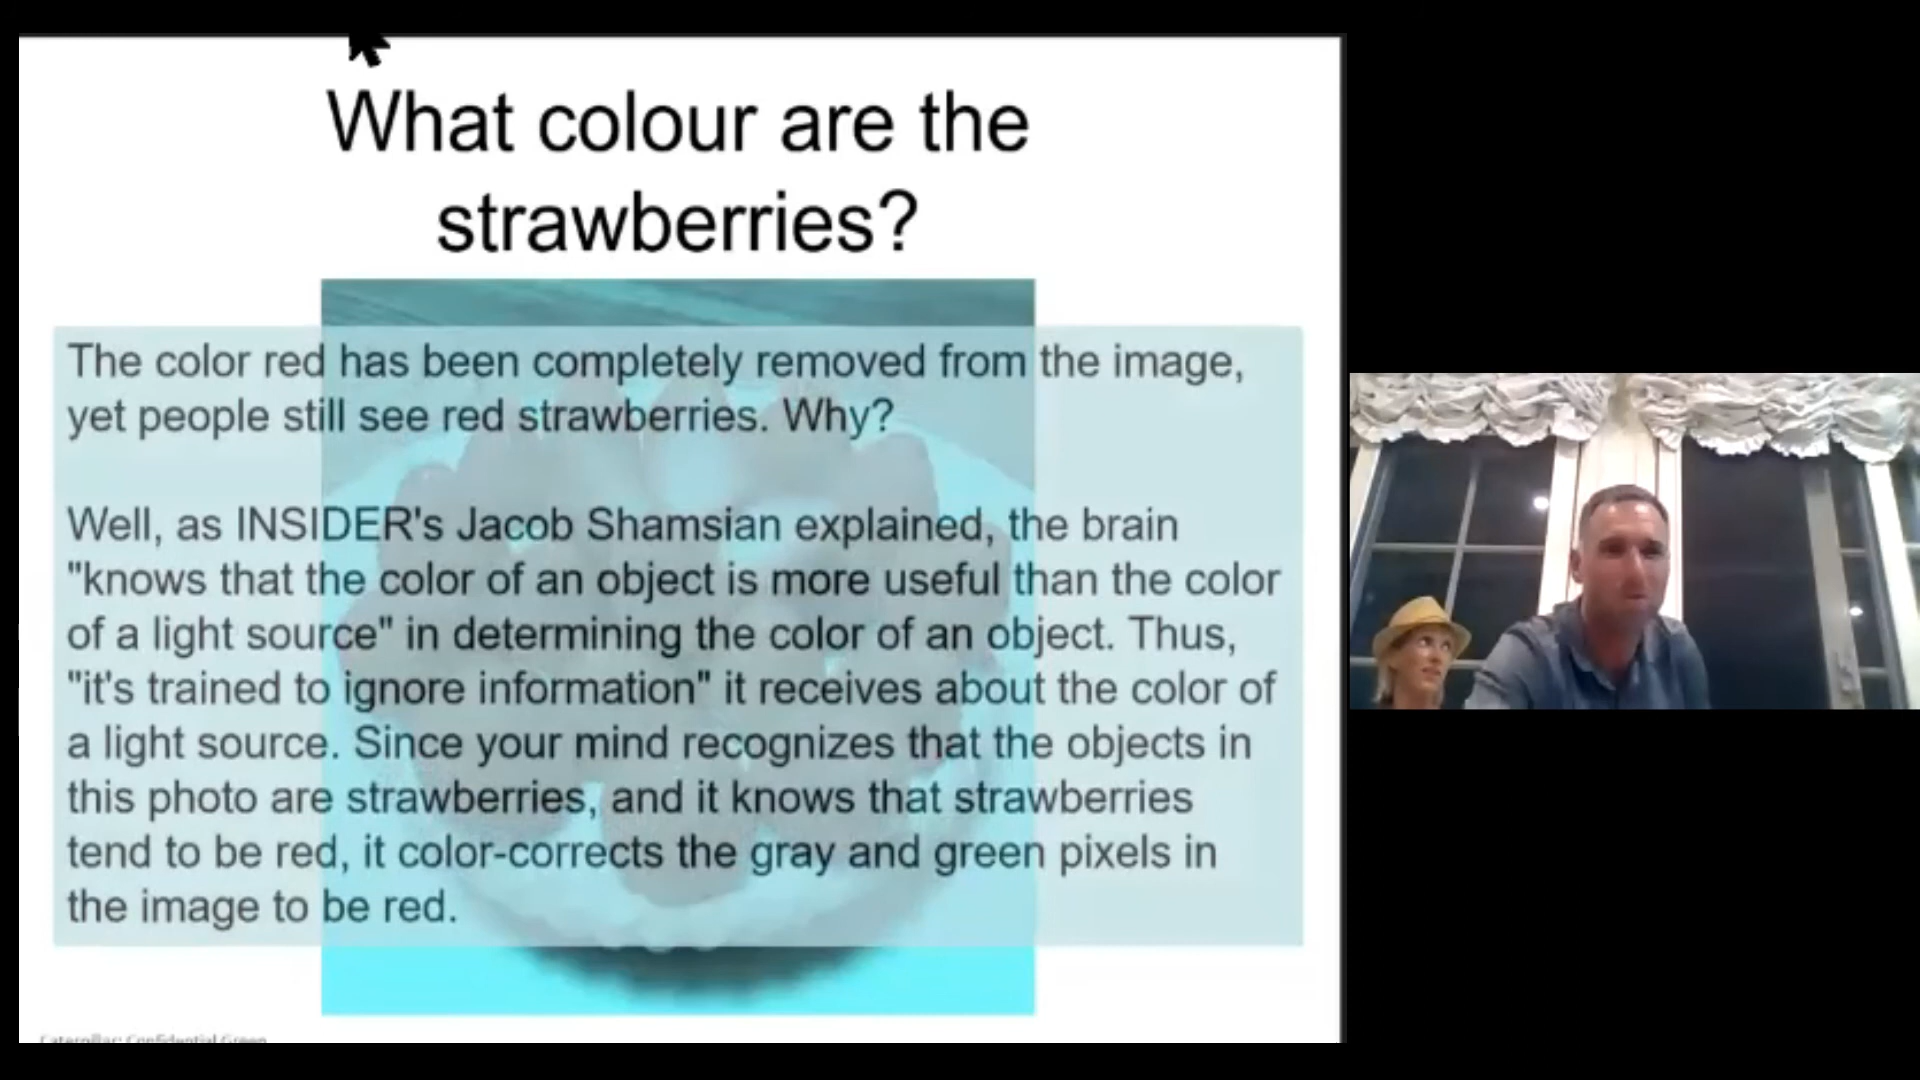 What colour are the
strawberries?
The color red has been completely removed from the image,
yet people still see red strawberries. Why?
Well, as INSIDER's Jacob Shamsian explained, the brain
"knows that the color of an object is more useful than the color
of a light source" in determining the color of an object. Thus,
"it's trained to ignore information" it receives about the color of
a light source. Since your mind recognizes that the objects in
this photo are strawberries, and it knows that strawberries
tend to be red, it color-corrects the gray and green pixels in
the image to be red.
Caterpillar: Confidential Green